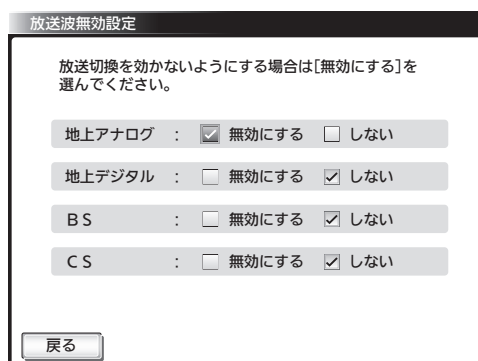 放送波無効設定
放送切換を効かないようにする場合は[無効にする]を
選んでください。
地上アナログ : 無効にする しない
地上デジタル : 無効にする しない
BS : 無効にする しない
CS : 無効にする しない
戻る